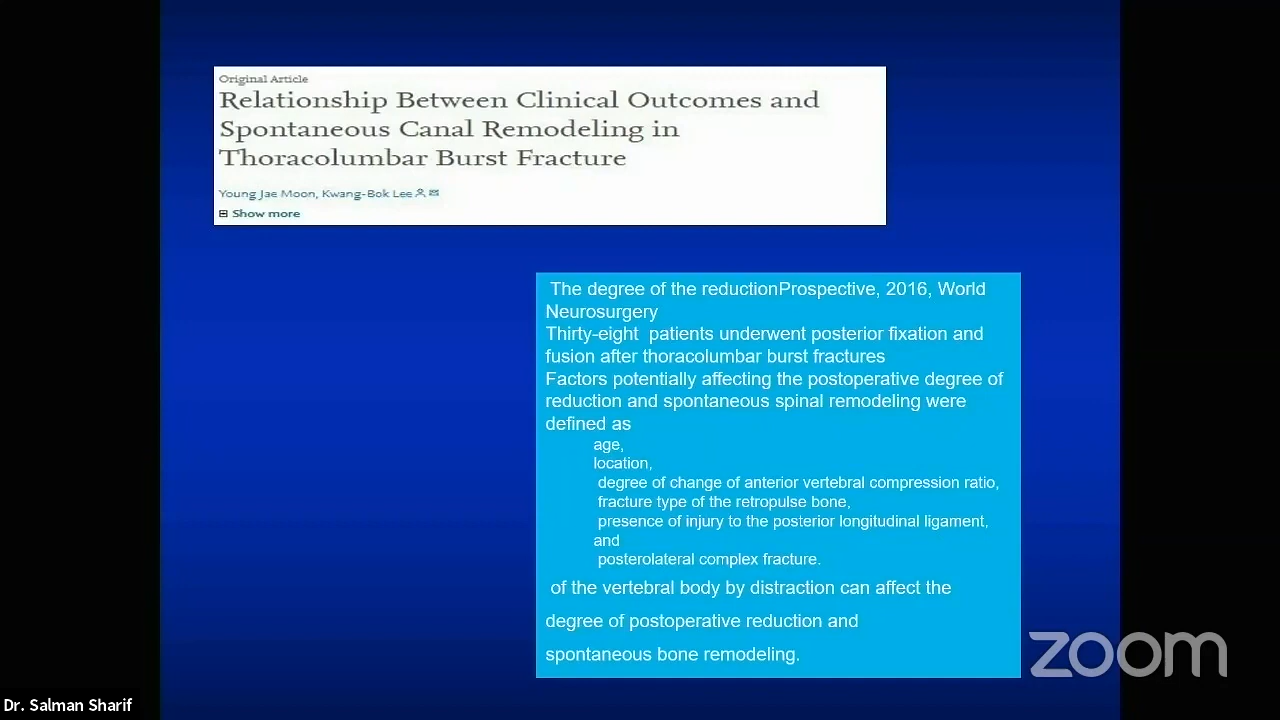 Original Article
Relationship Between Clinical Outcomes and
Spontaneous Canal Remodeling in
Thoracolumbar Burst Fracture
Young Jae Moon, Kwang-Bok Lee
Show more
The degree of the reductionProspective, 2016, World
Neurosurgery
Thirty-eight patients underwent posterior fixation and
fusion after thoracolumbar burst fractures
Factors potentially affecting the postoperative degree of
reduction and spontaneous spinal remodeling were
defined as
age,
location,
degree of change of anterior vertebral compression ratio,
fracture type of the retropulse bone,
presence of injury to the posterior longitudinal ligament,
and
posterolateral complex fracture.
of the vertebral body by distraction can affect the
degree of postoperative reduction and
spontaneous bone remodeling.
zoom
Dr. Salman Sharif